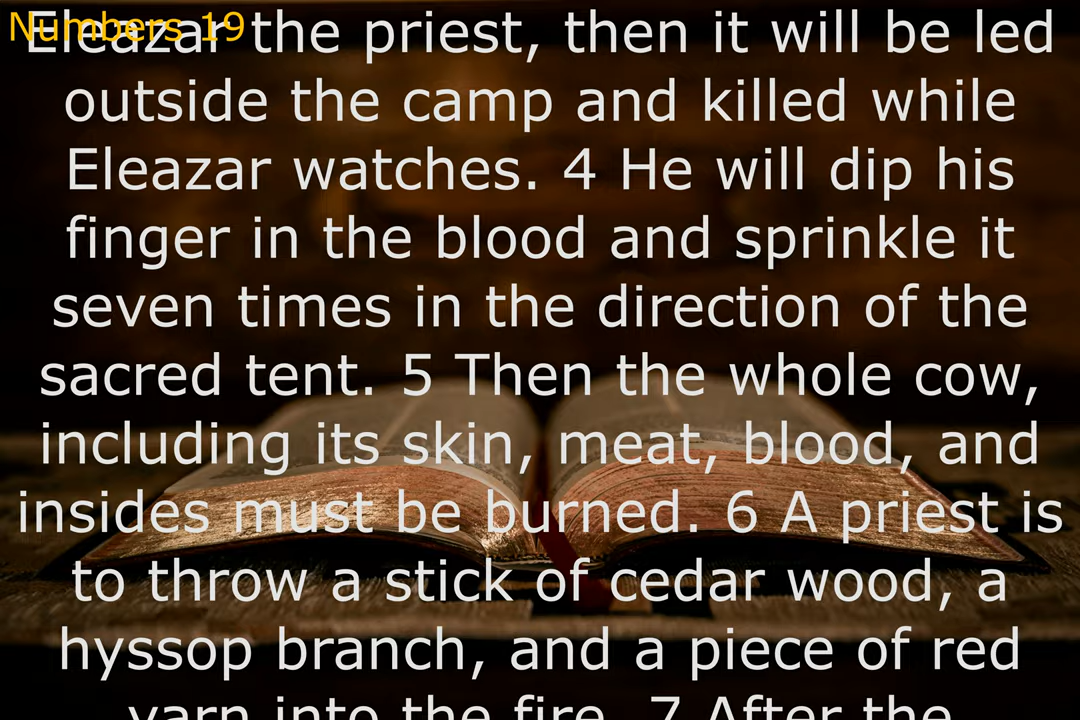 Numbers 19
Eleazar the priest, then it will be led
outside the camp and killed while
Eleazar watches. 4 He will dip his
finger in the blood and sprinkle it
seven times in the direction of the
sacred tent. 5 Then the whole cow,
including its skin, meat, blood, and
insides must be burned. 6 A priest is
to throw a stick of cedar wood, a
hyssop branch, and a piece of red
yarn into the fire. 7 After the